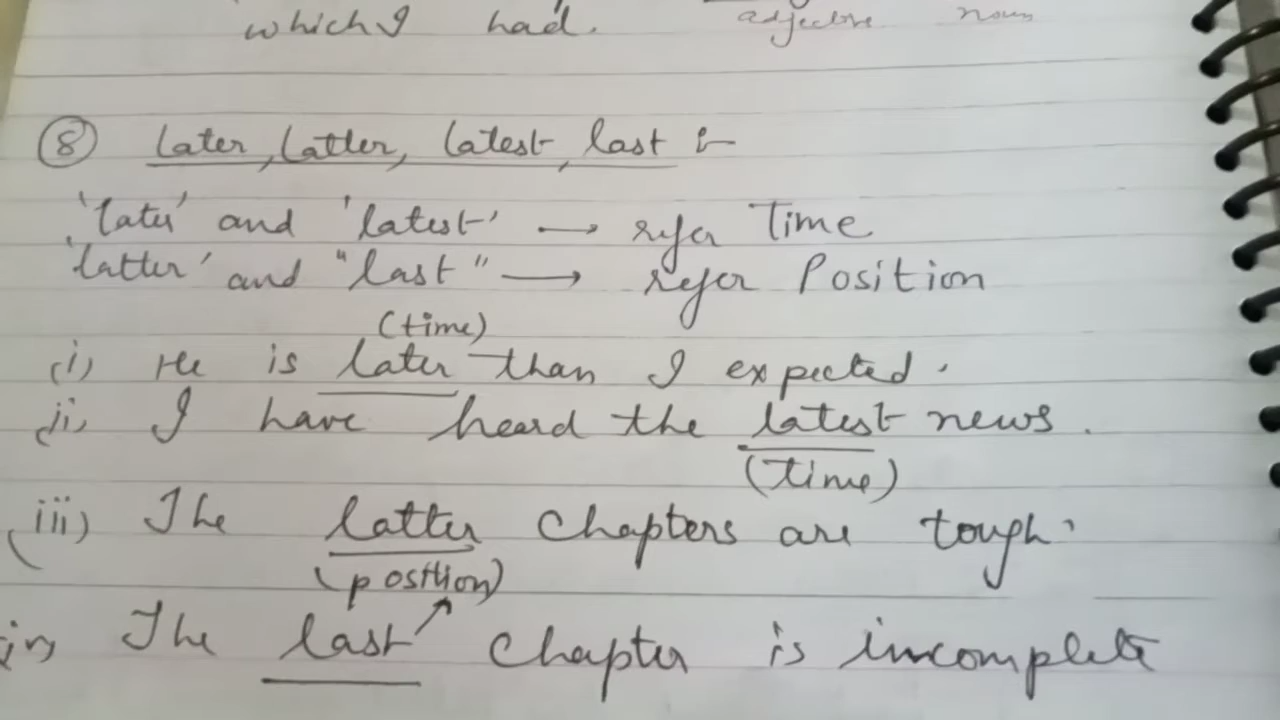 which I had. adjective noun
⑧ Later, Latter, Latest, last :-
'Later' and 'latest' → refer Time
'latter' and "last" → refer Position
(time)
(i) He is later than I expected.
(ii) I have heard the latest news.
(time)
(iii) The latter chapters are tough.
(position)
iv) The last chapter is incomplete